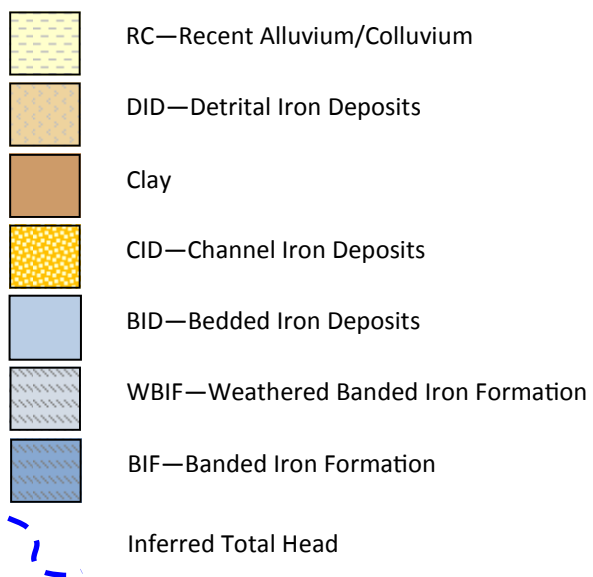 RC—Recent Alluvium/Colluvium
DID—Detrital Iron Deposits
Clay
CID—Channel Iron Deposits
BID—Bedded Iron Deposits
WBIF—Weathered Banded Iron Formation
BIF—Banded Iron Formation
Inferred Total Head